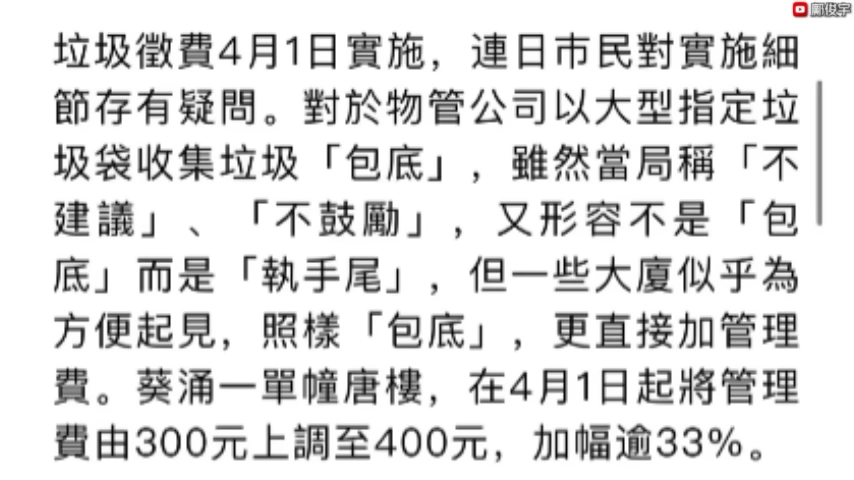 鄺俊宇
垃圾徵費4月1日實施，連日市民對實施細
節存有疑問。對於物管公司以大型指定垃
圾袋收集垃圾「包底」，雖然當局稱「不
建議」、「不鼓勵」，又形容不是「包
底」而是「執手尾」，但一些大廈似乎為
方便起見，照樣「包底」，更直接加管理
費。葵涌一單幢唐樓，在4月1日起將管理
費由300元上調至400元，加幅逾33%。